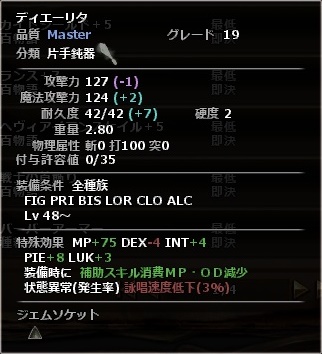 ディエーリタ
品質 Master グレード 19
分類 片手鈍器
攻撃力 127 (-1)
魔法攻撃力 124 (+2)
耐久度 42/42 (+7) 硬度 2
重量 2.80
物理属性 斬0 打100 突0
付与許容値 0/35
装備条件 全種族
FIG PRI BIS LOR CLO ALC
Lv 48～
特殊効果 MP+75 DEX-4 INT+4
PIE+8 LUK+3
装備時に 補助スキル消費MP・OD減少
状態異常(発生率) 詠唱速度低下(3%)
ジェムソケット